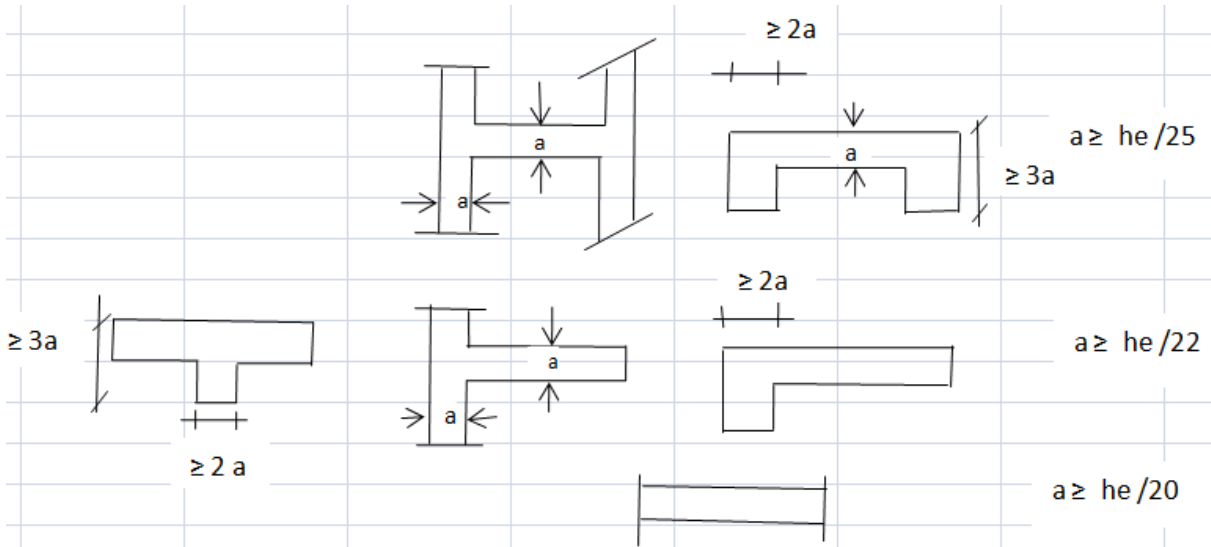 ≥ 2a
a
a
a
a ≥ he /25
≥ 3a
≥ 2a
≥ 3a
a
a
a ≥ he /22
≥ 2 a
a ≥ he /20